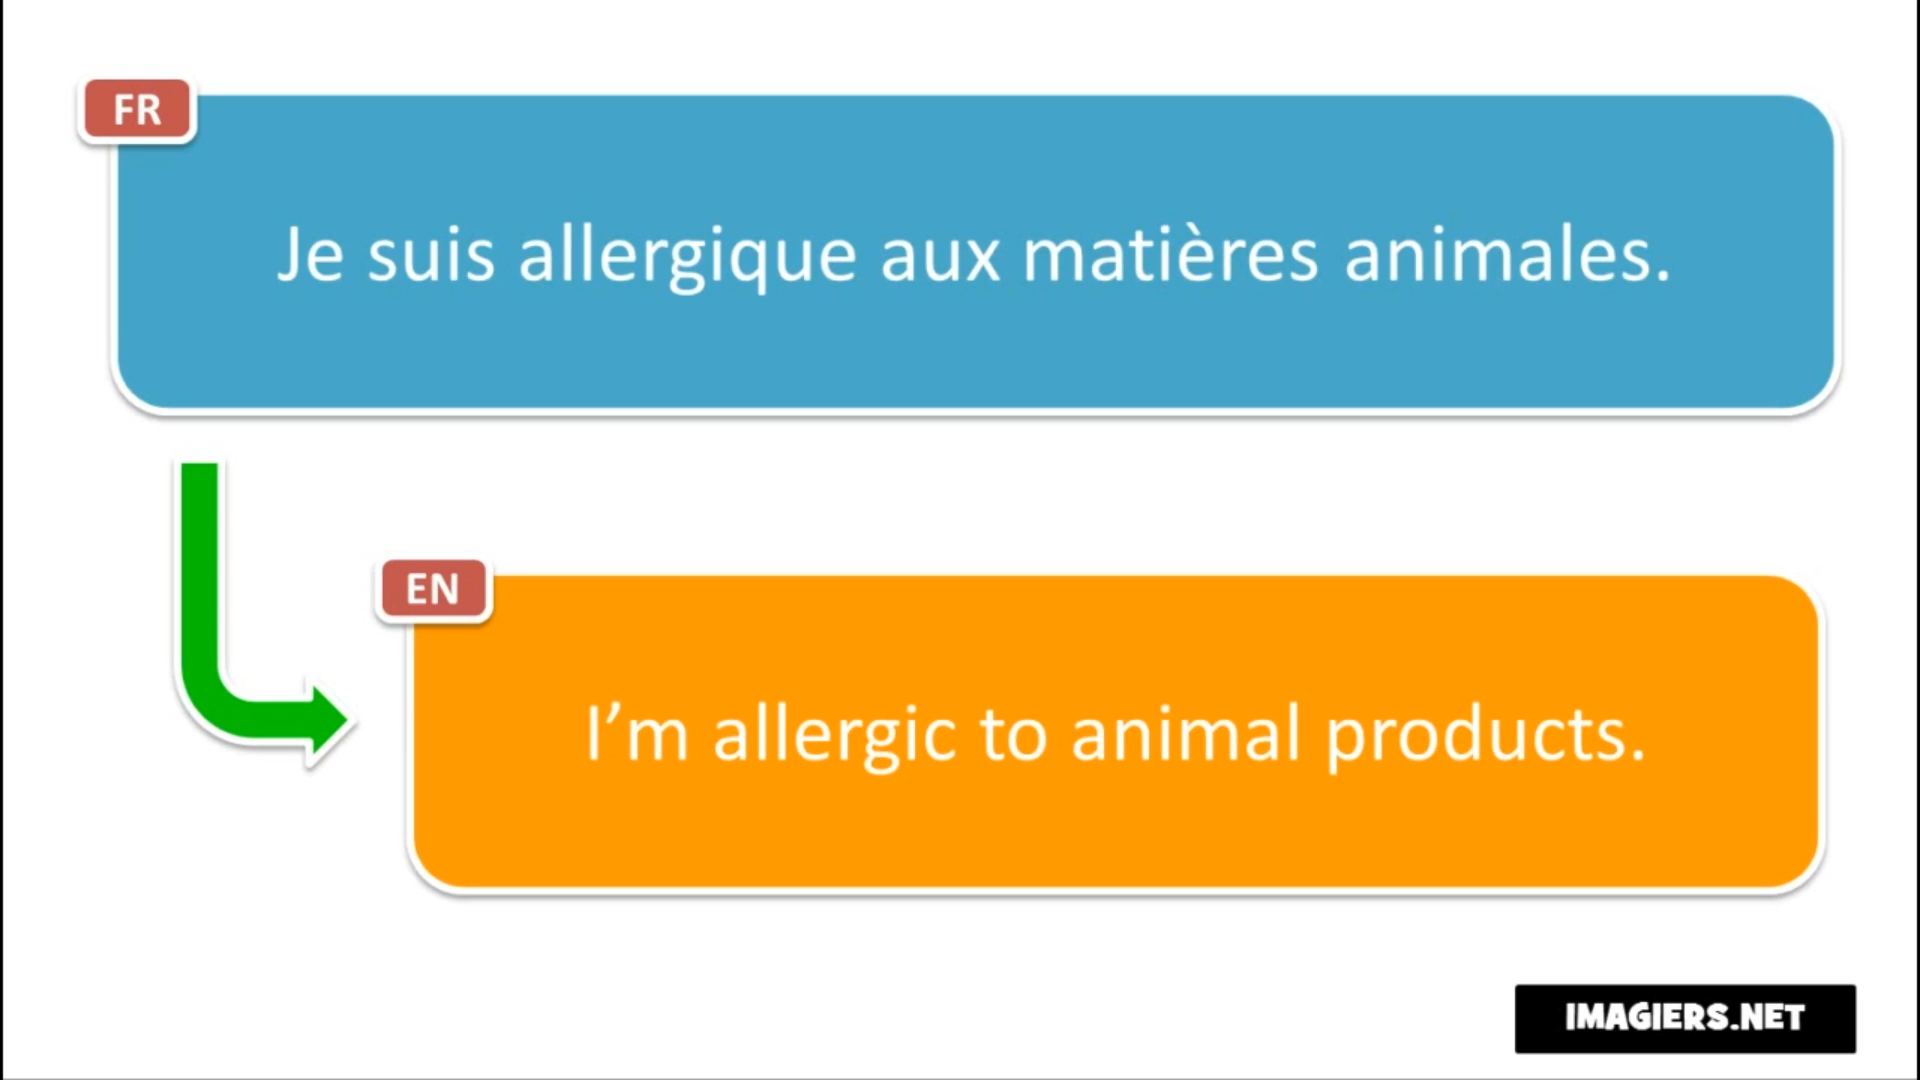 FR
Je suis allergique aux matières animales.
EN
I’m allergic to animal products.
IMAGIERS.NET